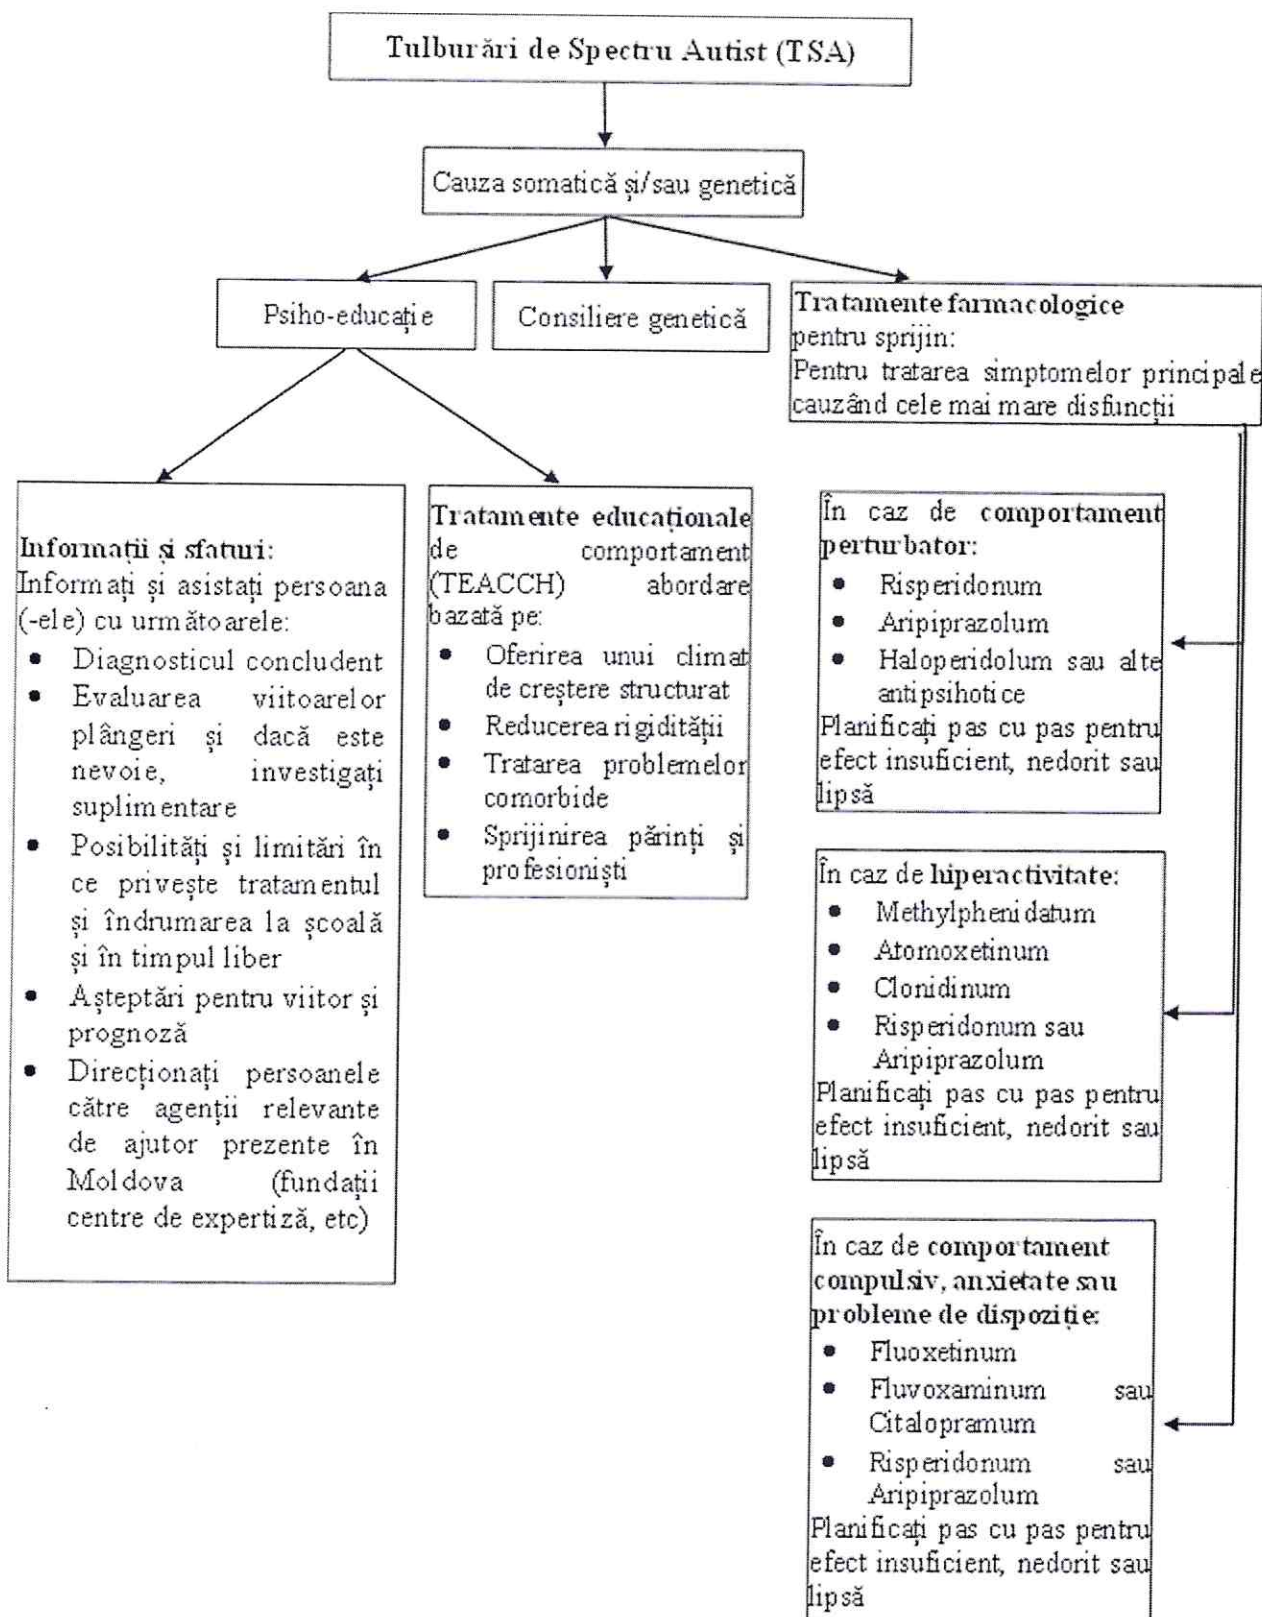 Tulburări de Spectru Autist (TSA)
Cauza somatică și/sau genetică
Psiho-educație
Consiliere genetică
Tratamente farmacologice
pentru sprijin:
Pentru tratarea simptomelor principale
cauzând cele mai mare disfuncții
Informații și sfaturi:
Informați și asistați persoana
(-ele) cu următoarele:
• Diagnosticul concludent
• Evaluarea viitoarelor
plângeri și dacă este
nevoie, investigați
suplimentare
• Posibilități și limitări în
ce privește tratamentul
și îndrumarea la școală
și în timpul liber
• Așteptări pentru viitor și
prognoză
• Direcționați persoanele
către agenții relevante
de ajutor prezente în
Moldova (fundații
centre de expertiză, etc)
Tratamente educaționale
de comportament
(TEACCH) abordare
bazată pe:
• Oferirea unui climat
de creștere structurat
• Reducerea rigidității
• Tratarea problemelor
comorbide
• Sprijinirea părinți și
profesioniști
În caz de comportament
perturbator:
• Risperidonum
• Aripiprazolum
• Haloperidolum sau alte
antipsihotice
Planificați pas cu pas pentru
efect insuficient, nedorit sau
lipsă
În caz de hiperactivitate:
• Methylphenidatum
• Atomoxetinum
• Clonidinum
• Risperidonum sau
Aripiprazolum
Planificați pas cu pas pentru
efect insuficient, nedorit sau
lipsă
În caz de comportament
compulsiv, anxietate sau
probleme de dispoziție:
• Fluoxetinum
• Fluvoxaminum sau
Citalopramum
• Risperidonum sau
Aripiprazolum
Planificați pas cu pas pentru
efect insuficient, nedorit sau
lipsă